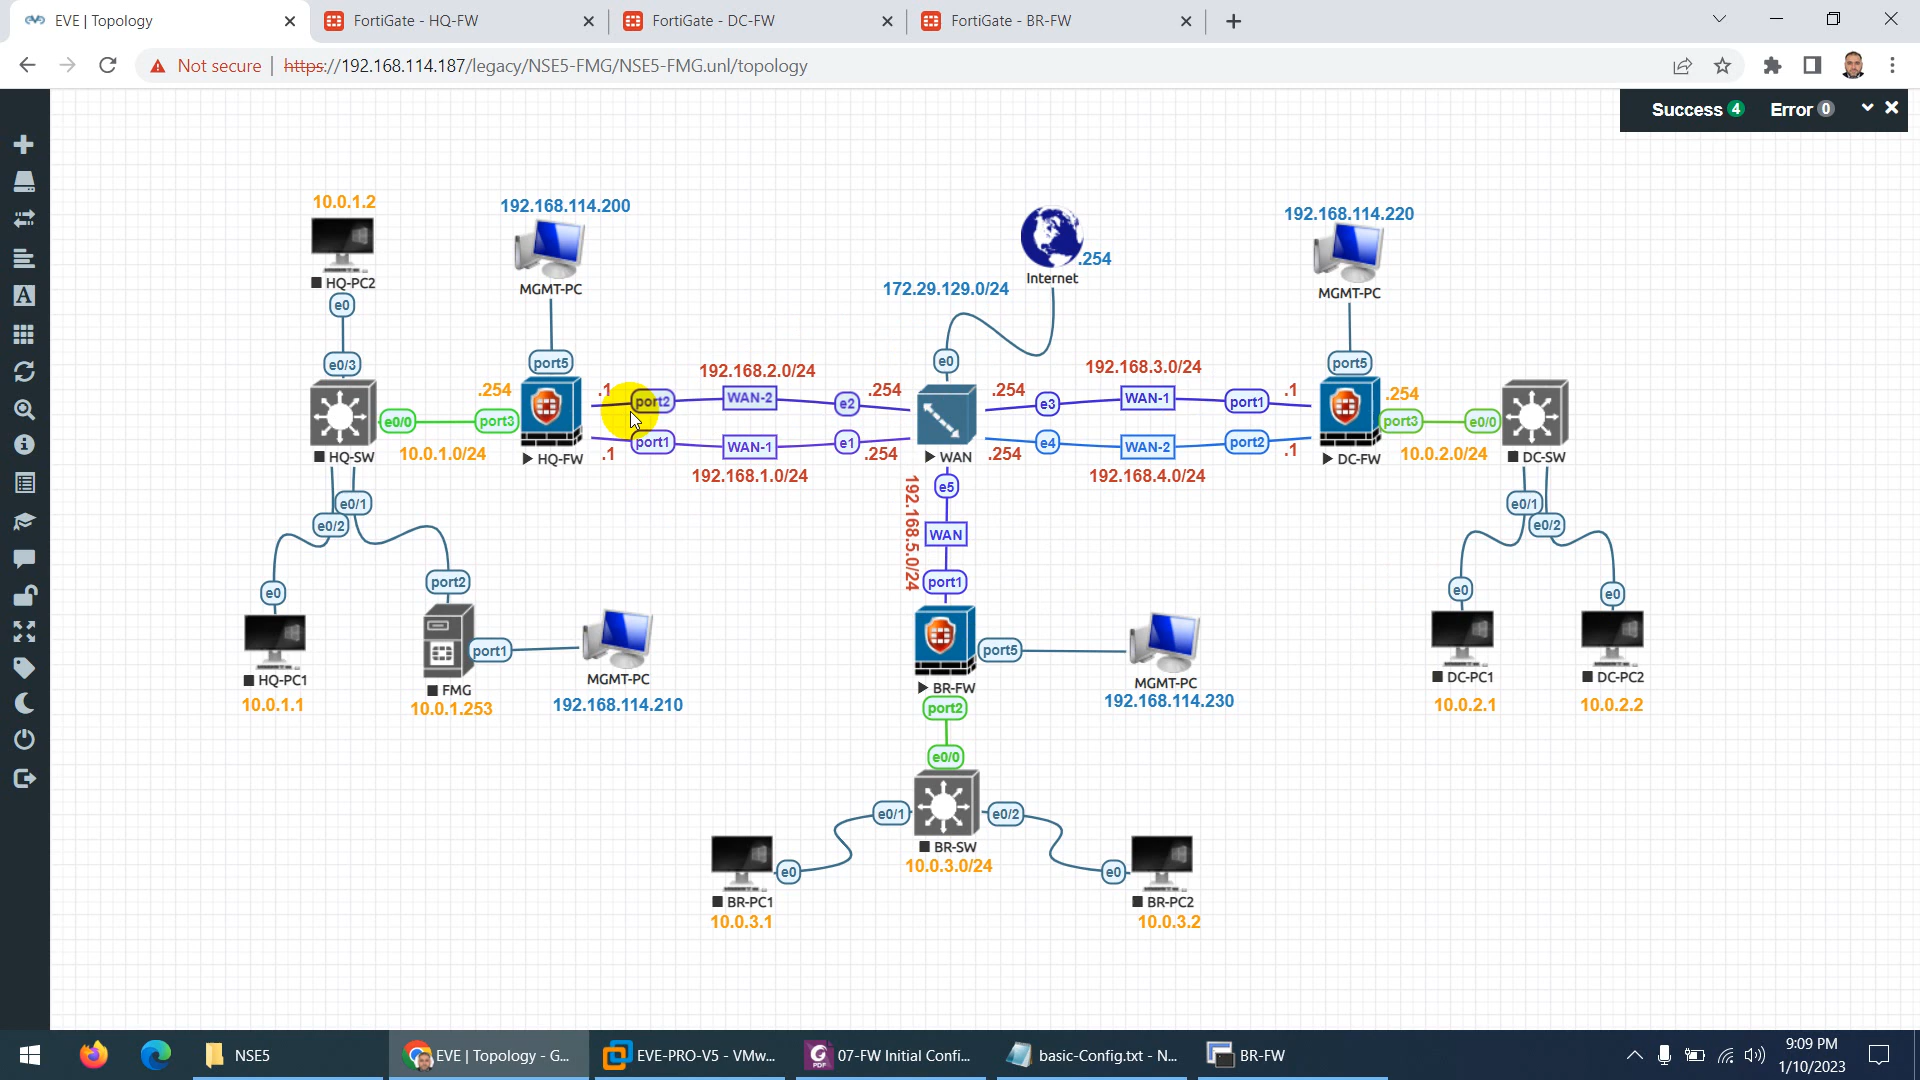 EVE | Topology
FortiGate - HQ-FW
FortiGate - DC-FW
FortiGate - BR-FW
Not secure
https://192.168.114.187/legacy/NSE5-FMG/NSE5-FMG.unl/topology
Success 4 Error 0
10.0.1.2
HQ-PC2
e0
e0/3
192.168.114.200
MGMT-PC
port5
Internet
.254
172.29.129.0/24
e0
192.168.114.220
MGMT-PC
port5
.254
.1
port2
192.168.2.0/24
WAN-2
e2
.254
.254
e3
192.168.3.0/24
WAN-1
port1
.1
.254
e0/0
port3
port3
e0/0
HQ-SW
10.0.1.0/24
HQ-FW
.1
port1
WAN-1
192.168.1.0/24
e1
.254
WAN
.254
e4
WAN-2
192.168.4.0/24
port2
.1
DC-FW
10.0.2.0/24
DC-SW
e0/1
e0/2
e5
192.168.5.0/24
WAN
port1
e0/1
e0/2
e0
HQ-PC1
10.0.1.1
port2
port1
FMG
10.0.1.253
MGMT-PC
192.168.114.210
port5
BR-FW
port2
MGMT-PC
192.168.114.230
e0
DC-PC1
10.0.2.1
e0
DC-PC2
10.0.2.2
e0/0
e0/1
e0/2
BR-SW
10.0.3.0/24
e0
BR-PC1
10.0.3.1
e0
BR-PC2
10.0.3.2
NSE5
EVE | Topology - G...
EVE-PRO-V5 - VMw...
PDF
07-FW Initial Confi...
basic-Config.txt - N...
BR-FW
9:09 PM
1/10/2023